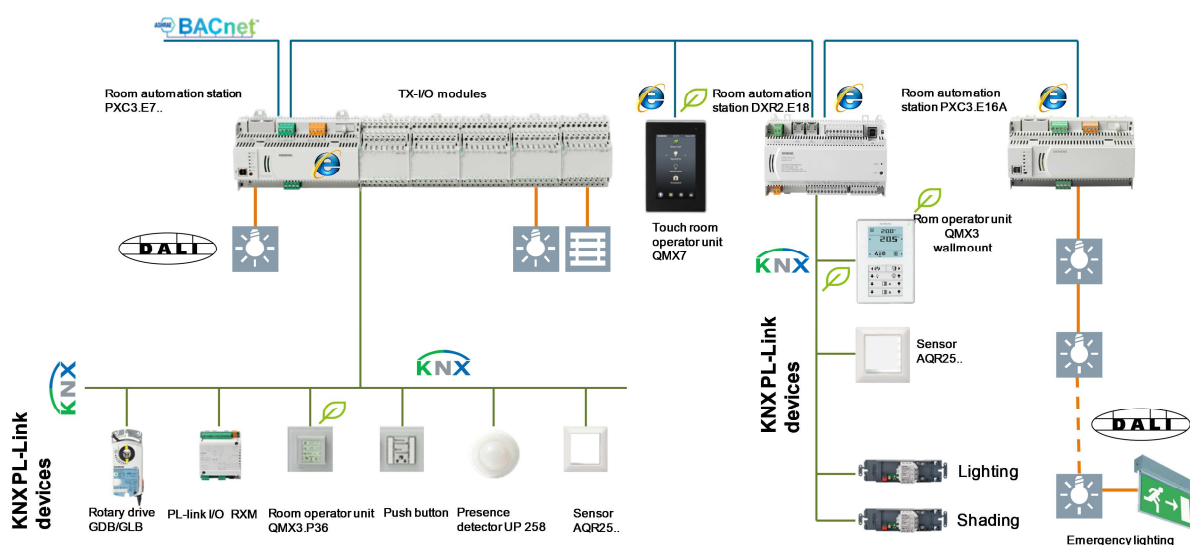 ASHRAE BACnet™
Room automation station
PXC3.E7..
TX-I/O modules
Room automation
station DXR2.E18
Room automation
station PXC3.E16A
Touch room
operator unit
QMX7
Rom operator unit
QMX3
wallmount
DALI
KNX
KNX PL-Link
devices
Sensor
AQR25..
KNX
KNX
KNX PL-Link
devices
Rotary drive
GDB/GLB
PL-link I/O RXM
Room operator unit
QMX3.P36
Push button
Presence
detector UP 258
Sensor
AQR25..
Lighting
Shading
DALI
Emergency lighting